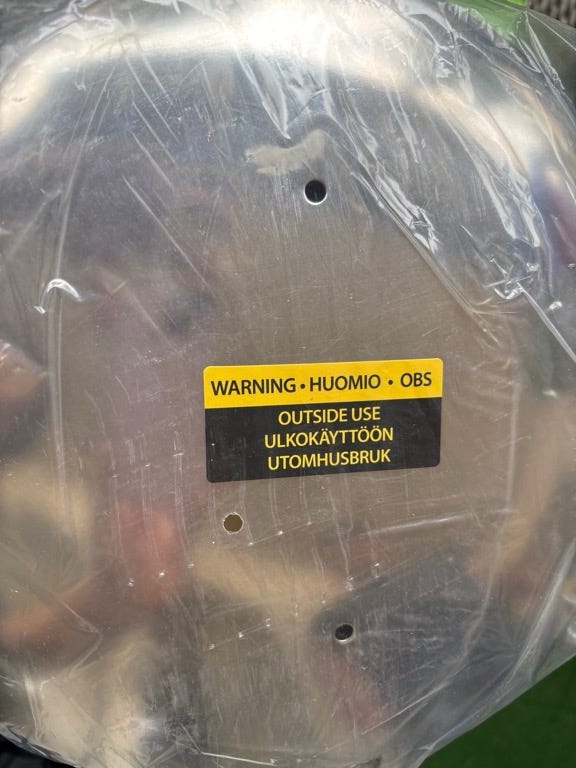 WARNING • HUOMIO • OBS
OUTSIDE USE
ULKOKÄYTTÖÖN
UTOMHUSBRUK